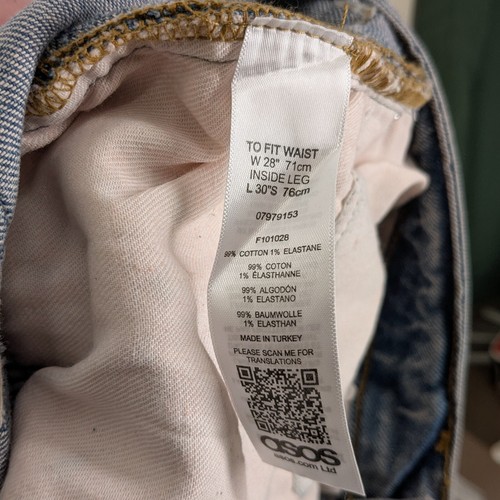 TO FIT WAIST
W 28" 71cm
INSIDE LEG
L 30"S 76cm
07979153
F101028
99% COTTON 1% ELASTANE
99% COTON
1% ÉLASTHANNE
99% ALGODÓN
1% ELASTANO
99% BAUMWOLLE
1% ELASTHAN
MADE IN TURKEY
PLEASE SCAN ME FOR
TRANSLATIONS
asos
asos.com Ltd